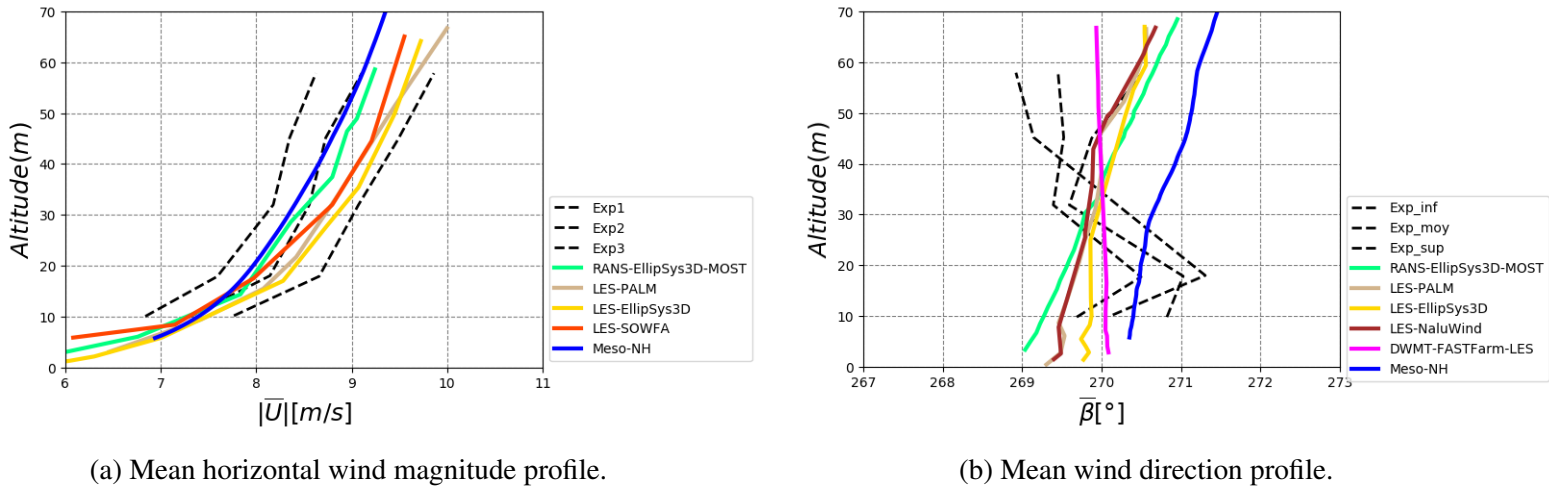 70
60
50
40
30
20
10
0
Altitude(m)
6 7 8 9 10 11
|U̅|[m/s]
Exp1
Exp2
Exp3
RANS-EllipSys3D-MOST
LES-PALM
LES-EllipSys3D
LES-SOWFA
Meso-NH
(a) Mean horizontal wind magnitude profile.
70
60
50
40
30
20
10
0
Altitude(m)
267 268 269 270 271 272 273
β̅[°]
Exp_inf
Exp_moy
Exp_sup
RANS-EllipSys3D-MOST
LES-PALM
LES-EllipSys3D
LES-NaluWind
DWMT-FASTFarm-LES
Meso-NH
(b) Mean wind direction profile.